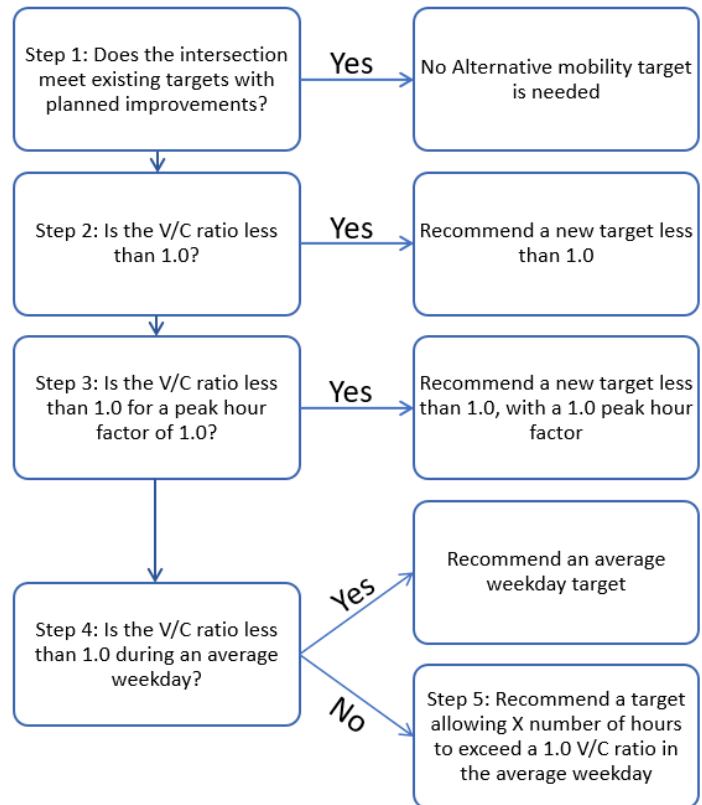 Step 1: Does the intersection
meet existing targets with
planned improvements?
Yes
No Alternative mobility target
is needed
Step 2: Is the V/C ratio less
than 1.0?
Yes
Recommend a new target less
than 1.0
Step 3: Is the V/C ratio less
than 1.0 for a peak hour
factor of 1.0?
Yes
Recommend a new target less
than 1.0, with a 1.0 peak hour
factor
Step 4: Is the V/C ratio less
than 1.0 during an average
weekday?
Yes
Recommend an average
weekday target
No
Step 5: Recommend a target
allowing X number of hours
to exceed a 1.0 V/C ratio in
the average weekday